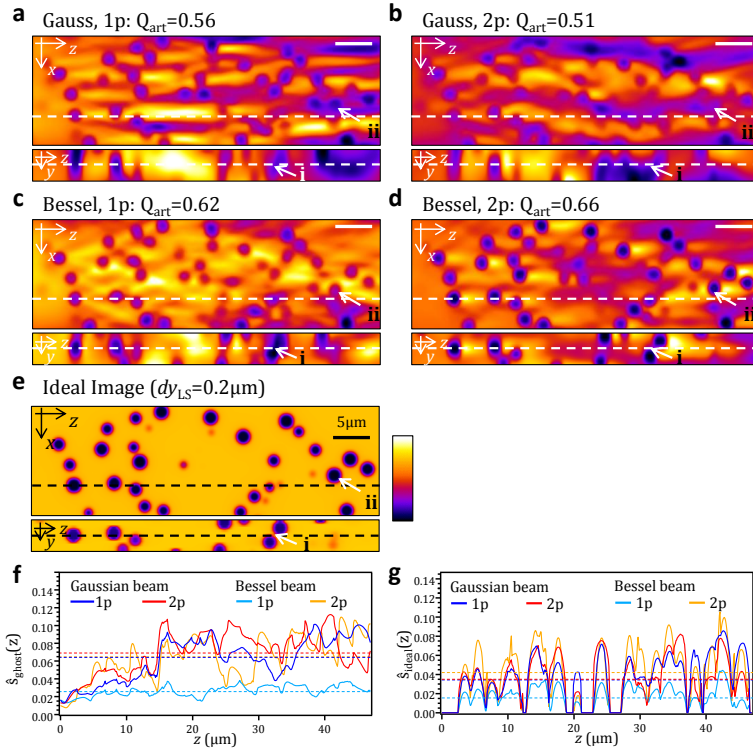 a Gauss, 1p: Q_art=0.56
z
x
ii
z
y
i
b Gauss, 2p: Q_art=0.51
z
x
ii
z
y
i
c Bessel, 1p: Q_art=0.62
z
x
ii
z
y
i
d Bessel, 2p: Q_art=0.66
z
x
ii
z
y
i
e Ideal Image (dy_LS=0.2µm)
z
x
5µm
ii
z
y
i
f
Gaussian beam Bessel beam
1p 2p 1p 2p
ŝ_ghost(z)
0.14
0.12
0.10
0.08
0.06
0.04
0.02
0.00
0 10 20 30 40
z (µm)
g
Gaussian beam Bessel beam
1p 2p 1p 2p
ŝ_ideal(z)
0.14
0.12
0.10
0.08
0.06
0.04
0.02
0.00
0 10 20 30 40
z (µm)